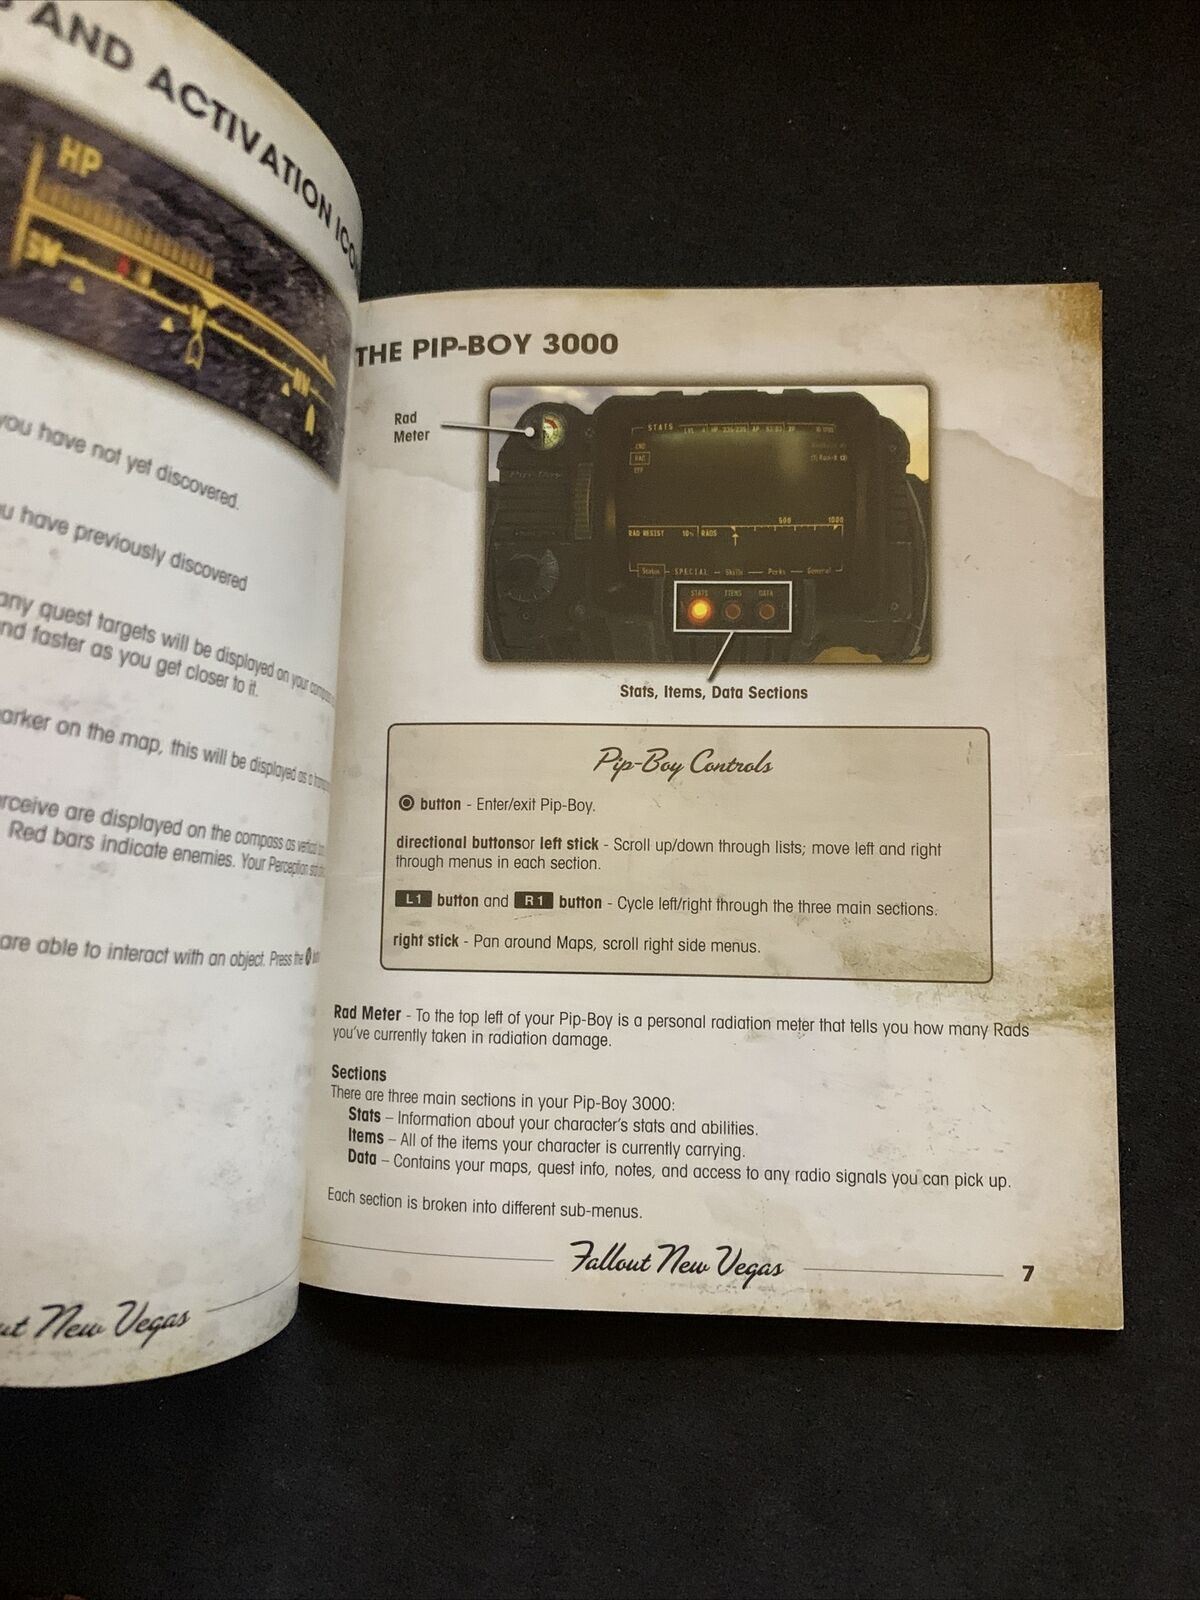 AND ACTIVATION
HP
SW
W
NW
you have not yet discovered.
have previously discovered
any quest targets will be displayed on your
and faster as you get closer to it.
marker on the map, this will be displayed as a
perceive are displayed on the compass as
Red bars indicate enemies. Your Perception
are able to interact with an object. Press the
New Vegas
THE PIP-BOY 3000
Rad
Meter
STATS
CND
RAD
EFF
RAD RESIST 10% RADS 500 1000
Status SPECIAL Skills Perks General
STATS ITEMS DATA
Stats, Items, Data Sections
Pip-Boy Controls
button - Enter/exit Pip-Boy.
directional buttonsor left stick - Scroll up/down through lists; move left and right
through menus in each section.
L1 button and R1 button - Cycle left/right through the three main sections.
right stick - Pan around Maps, scroll right side menus.
Rad Meter - To the top left of your Pip-Boy is a personal radiation meter that tells you how many Rads
you've currently taken in radiation damage.
Sections
There are three main sections in your Pip-Boy 3000:
Stats – Information about your character's stats and abilities.
Items – All of the items your character is currently carrying.
Data – Contains your maps, quest info, notes, and access to any radio signals you can pick up.
Each section is broken into different sub-menus.
Fallout New Vegas
7